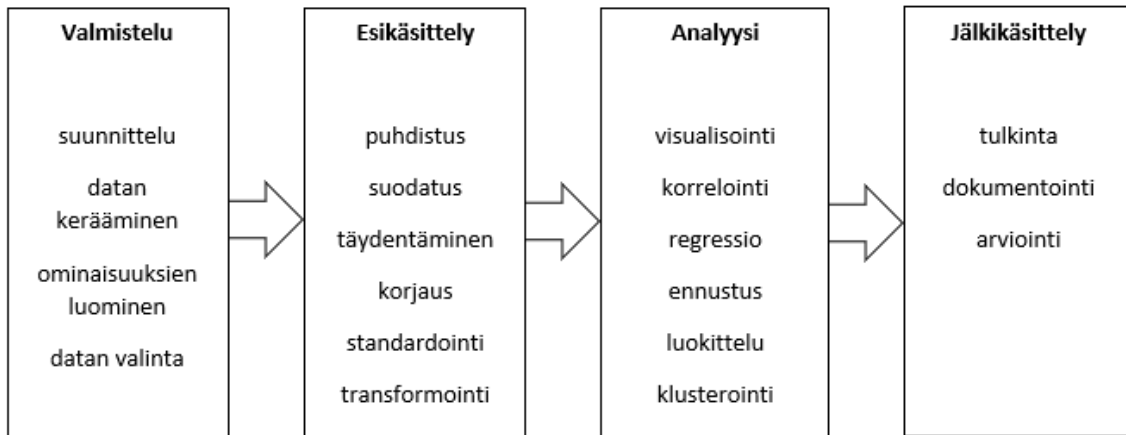 Valmistelu
suunnittelu
datan
kerääminen
ominaisuuksien
luominen
datan valinta
Esikäsittely
puhdistus
suodatus
täydentäminen
korjaus
standardointi
transformointi
Analyysi
visualisointi
korrelointi
regressio
ennustus
luokittelu
klusterointi
Jälkikäsittely
tulkinta
dokumentointi
arviointi